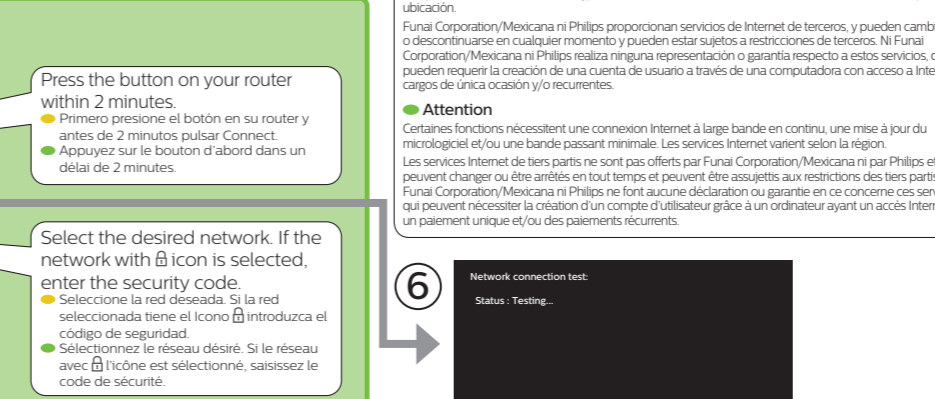 Press the button on your router
within 2 minutes.
Primero presione el botón en su router y
antes de 2 minutos pulsar Connect.
Appuyez sur le bouton d'abord dans un
délai de 2 minutes.
Select the desired network. If the
network with icon is selected,
enter the security code.
Seleccione la red deseada. Si la red
seleccionada tiene el Icono introduzca el
código de seguridad.
Sélectionnez le réseau désiré. Si le réseau
avec l'icône est sélectionné, saisissez le
code de sécurité.
ubicación.
Funai Corporation/Mexicana ni Philips proporcionan servicios de Internet de terceros, y pueden cambi
o descontinuarse en cualquier momento y pueden estar sujetos a restricciones de terceros. Ni Funai
Corporation/Mexicana ni Philips realiza ninguna representación o garantía respecto a estos servicios,
pueden requerir la creación de una cuenta de usuario a través de una computadora con acceso a Inte
cargos de única ocasión y/o recurrentes.
Attention
Certaines fonctions nécessitent une connexion Internet à large bande en continu, une mise à jour du
micrologiciel et/ou une bande passant minimale. Les services Internet varient selon la région.
Les services Internet de tiers partis ne sont pas offerts par Funai Corporation/Mexicana ni par Philips et
peuvent changer ou être arrêtés en tout temps et peuvent être assujettis aux restrictions des tiers partis
Funai Corporation/Mexicana ni Philips ne font aucune déclaration ou garantie en ce concerne ces serv
qui peuvent nécessiter la création d'un compte d'utilisateur grâce à un ordinateur ayant un accès Intern
un paiement unique et/ou des paiements récurrents.
6
Network connection test:
Status : Testing...